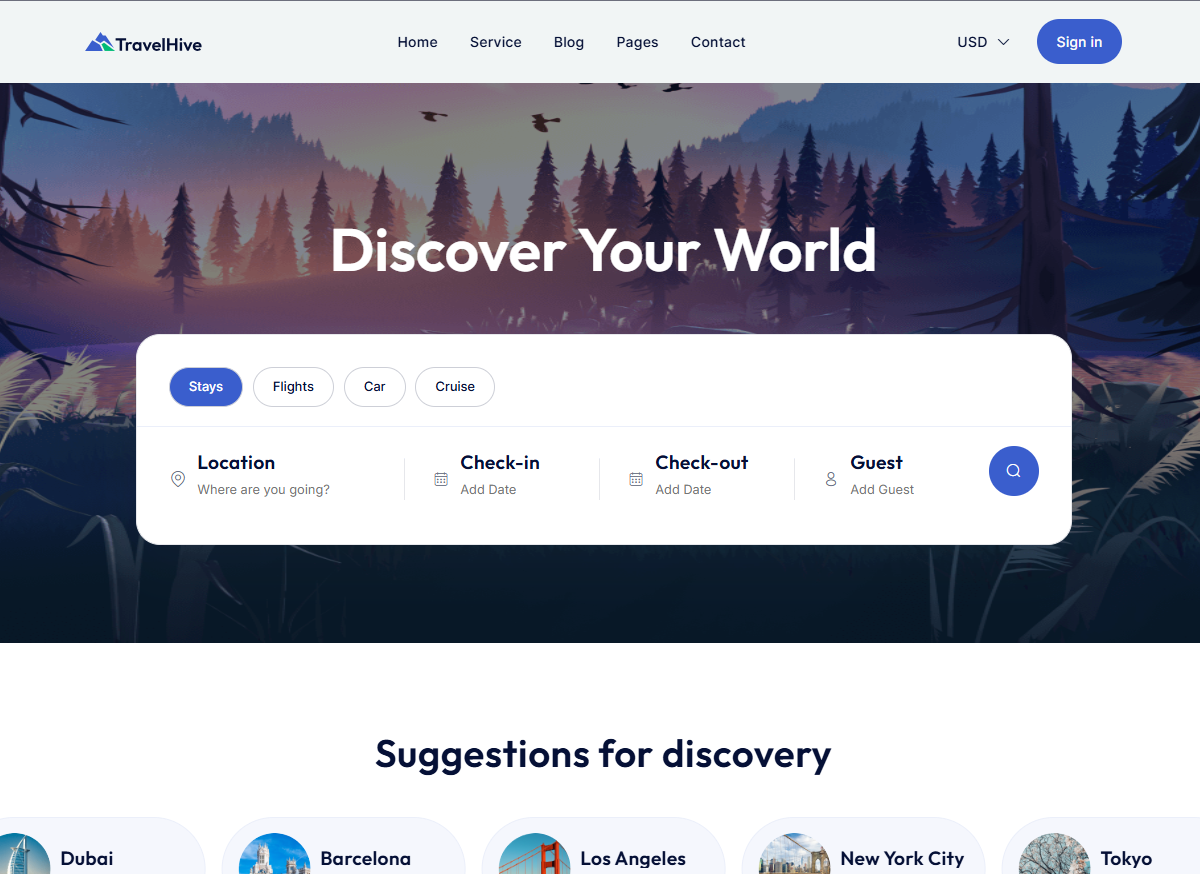 TravelHive Home Service Blog Pages Contact USD Sign in
Discover Your World
Stays Flights Car Cruise
Location Check-in Check-out Guest
Where are you going? Add Date Add Date Add Guest
Suggestions for discovery
Dubai Barcelona Los Angeles New York City Tokyo